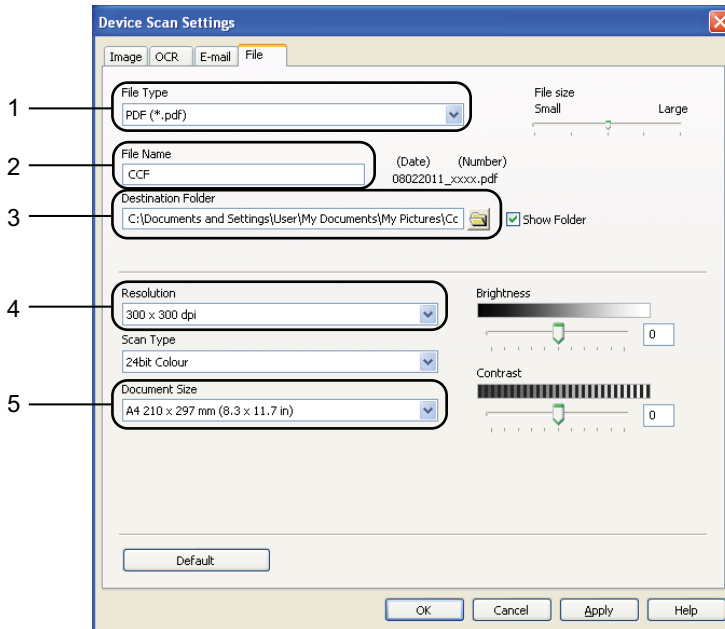 Device Scan Settings
Image OCR E-mail File
1
File Type
PDF (*.pdf)
File size
Small Large
2
File Name
CCF
(Date) (Number)
08022011_xxxx.pdf
3
Destination Folder
C:\Documents and Settings\User\My Documents\My Pictures\Cc
Show Folder
4
Resolution
300 x 300 dpi
Brightness
0
Scan Type
24bit Colour
Contrast
0
5
Document Size
A4 210 x 297 mm (8.3 x 11.7 in)
Default
OK Cancel Apply Help